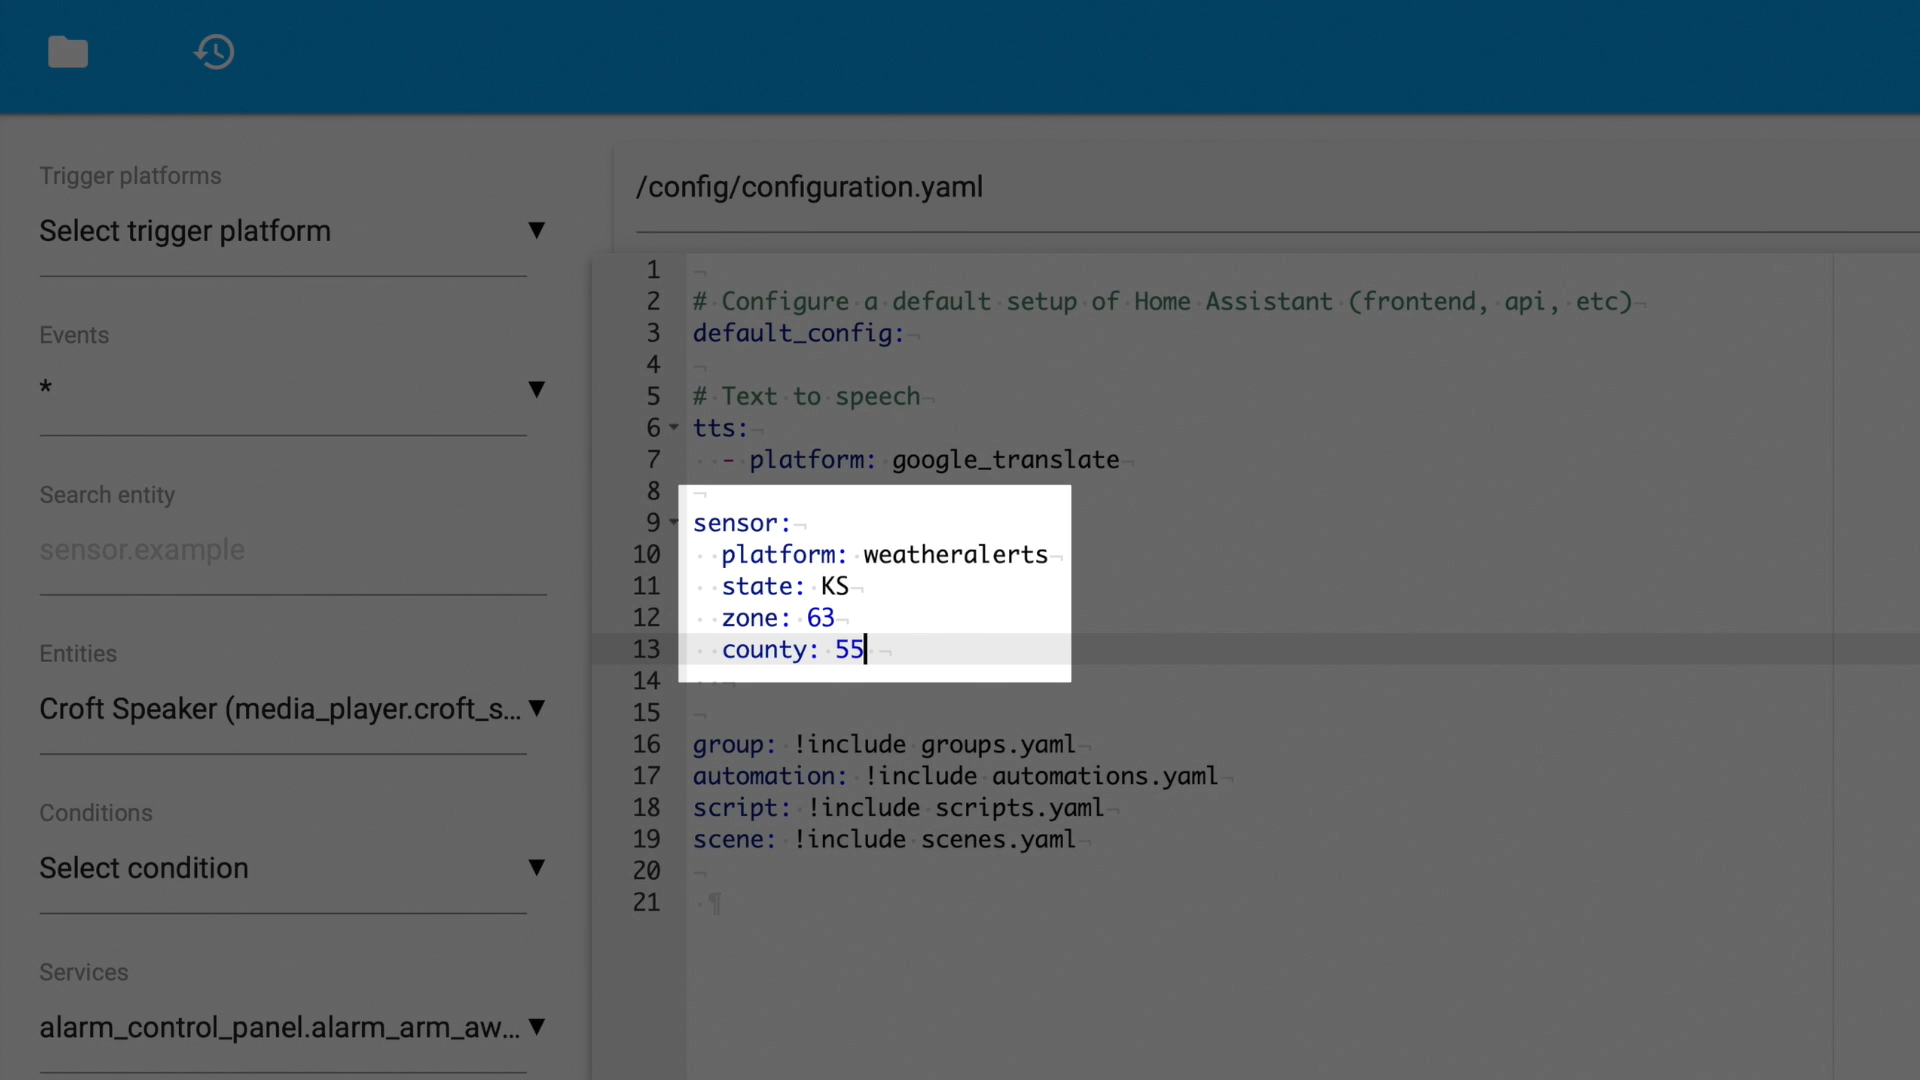 Trigger platforms
Select trigger platform
Events
*
Search entity
sensor.example
Entities
Croft Speaker (media_player.croft_s...
Conditions
Select condition
Services
alarm_control_panel.alarm_arm_aw...
/config/configuration.yaml
1
2 # Configure a default setup of Home Assistant (frontend, api, etc)
3 default_config:
4
5 # Text to speech
6 tts:
7   - platform: google_translate
8
9 sensor:
10   platform: weatheralerts
11   state: KS
12   zone: 63
13   county: 55
14
15
16 group: !include groups.yaml
17 automation: !include automations.yaml
18 script: !include scripts.yaml
19 scene: !include scenes.yaml
20
21